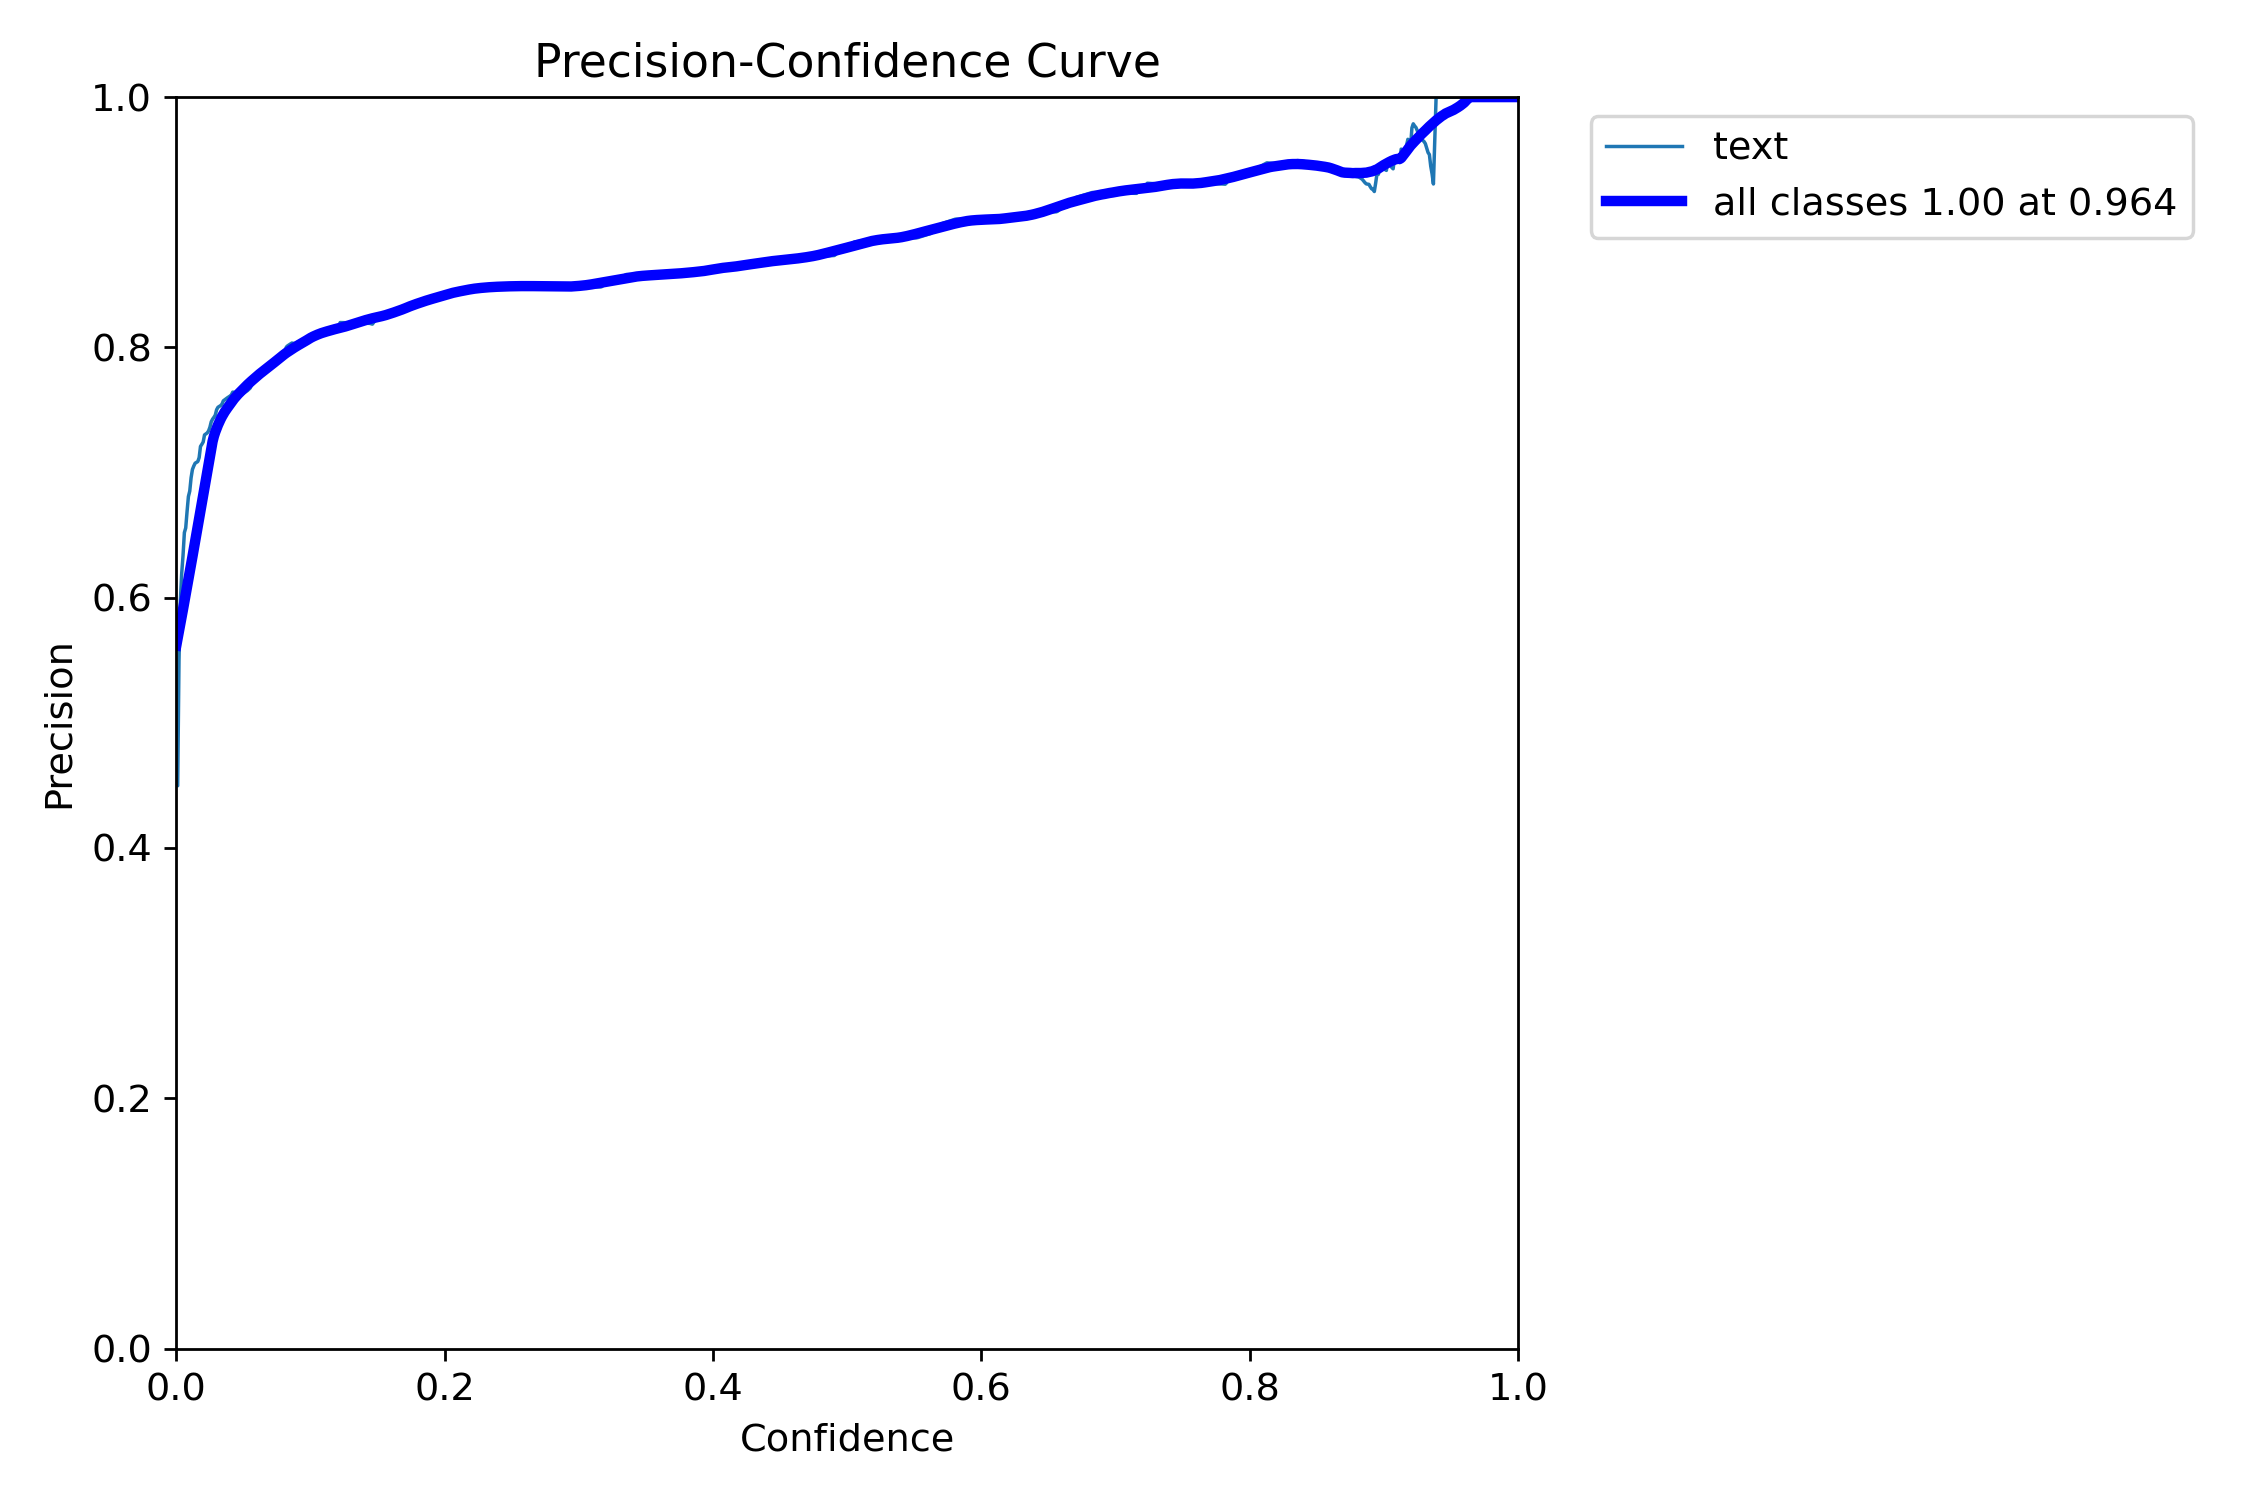 Precision-Confidence Curve
1.0
0.8
0.6
0.4
0.2
0.0
Precision
0.0 0.2 0.4 0.6 0.8 1.0
Confidence
text
all classes 1.00 at 0.964